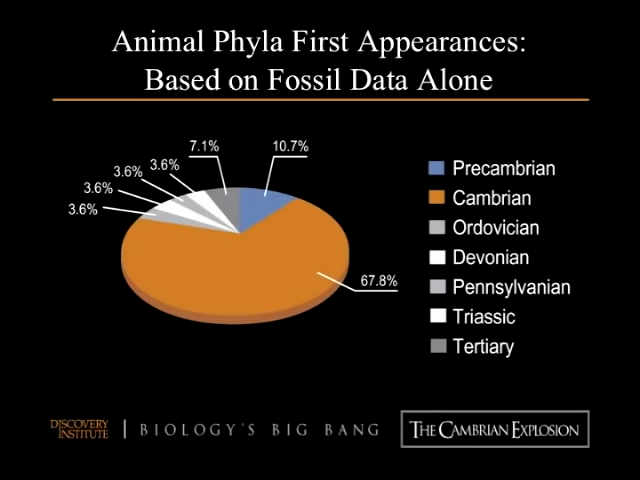 Animal Phyla First Appearances:
Based on Fossil Data Alone
7.1%
10.7%
3.6%
3.6%
3.6%
3.6%
67.8%
Precambrian
Cambrian
Ordovician
Devonian
Pennsylvanian
Triassic
Tertiary
DISCOVERY
INSTITUTE
BIOLOGY'S BIG BANG
THE CAMBRIAN EXPLOSION